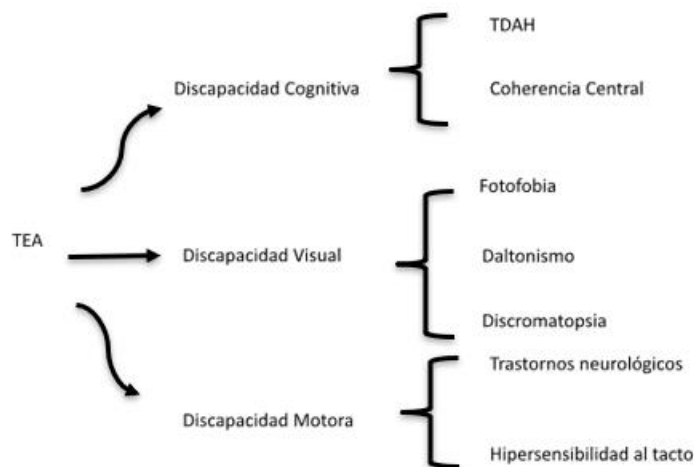 TDAH
Discapacidad Cognitiva
Coherencia Central
Fotofobia
TEA
Discapacidad Visual
Daltonismo
Discromatopsia
Trastornos neurológicos
Discapacidad Motora
Hipersensibilidad al tacto